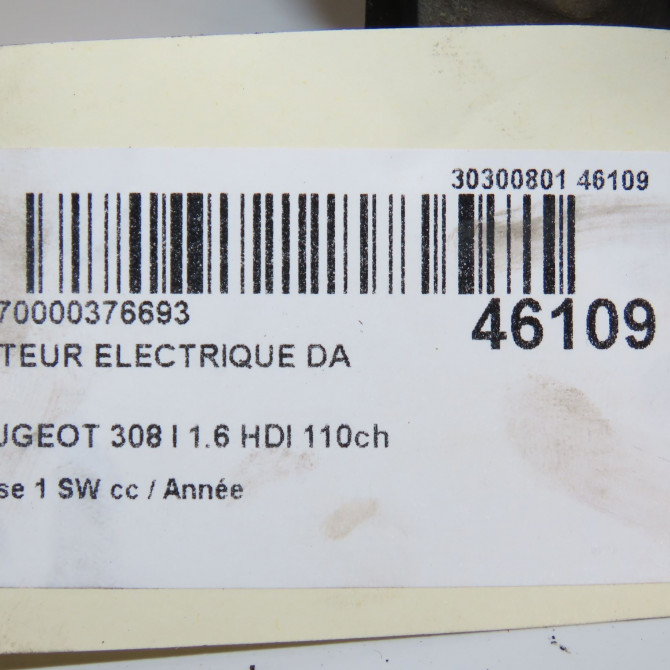 30300801 46109
70000376693
46109
TEUR ELECTRIQUE DA
UGEOT 308 I 1.6 HDI 110ch
se 1 SW cc / Année